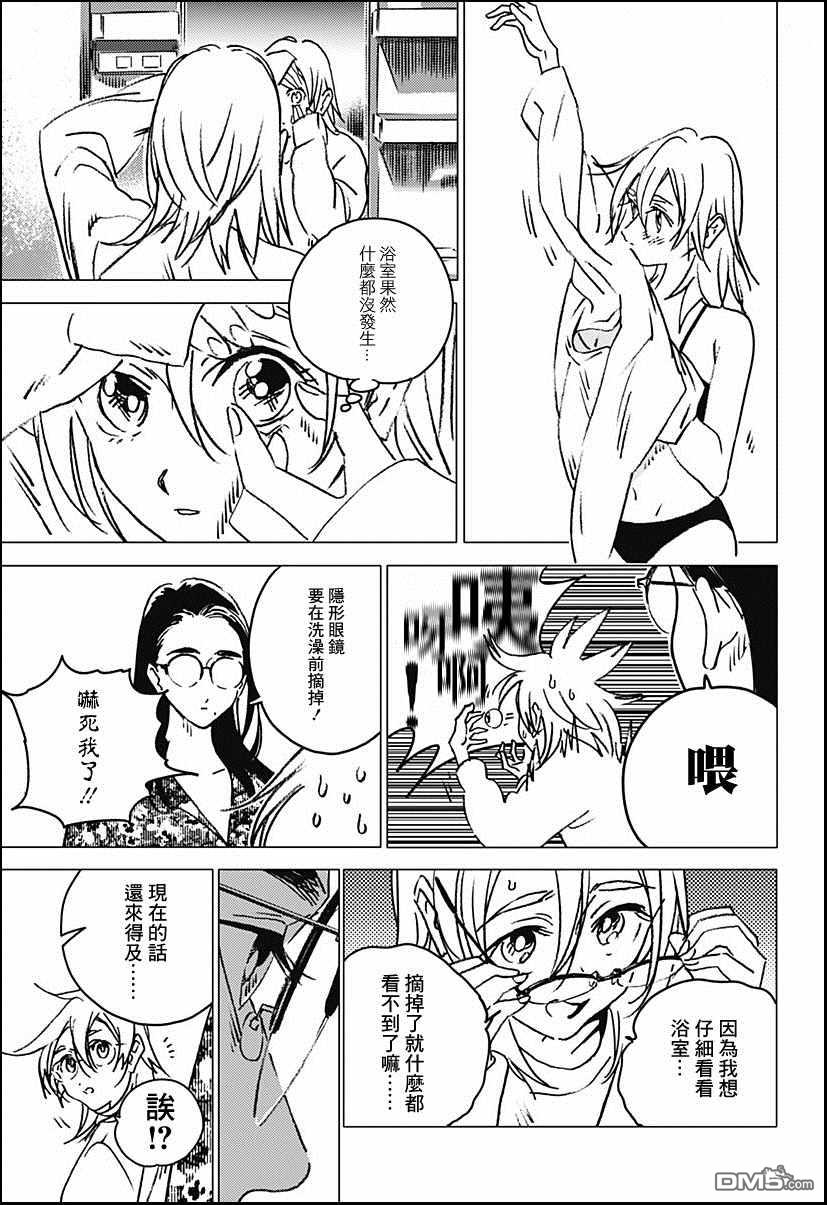 浴室果然
什麼都沒發生…
喂
咦
啊
！
隱形眼鏡
要在洗澡前摘掉！
嚇死我了!!
因為我想
仔細看看
浴室…
摘掉了就什麼都
看不到了嘛……
現在的話
還來得及……
誒
!?
DM5.com